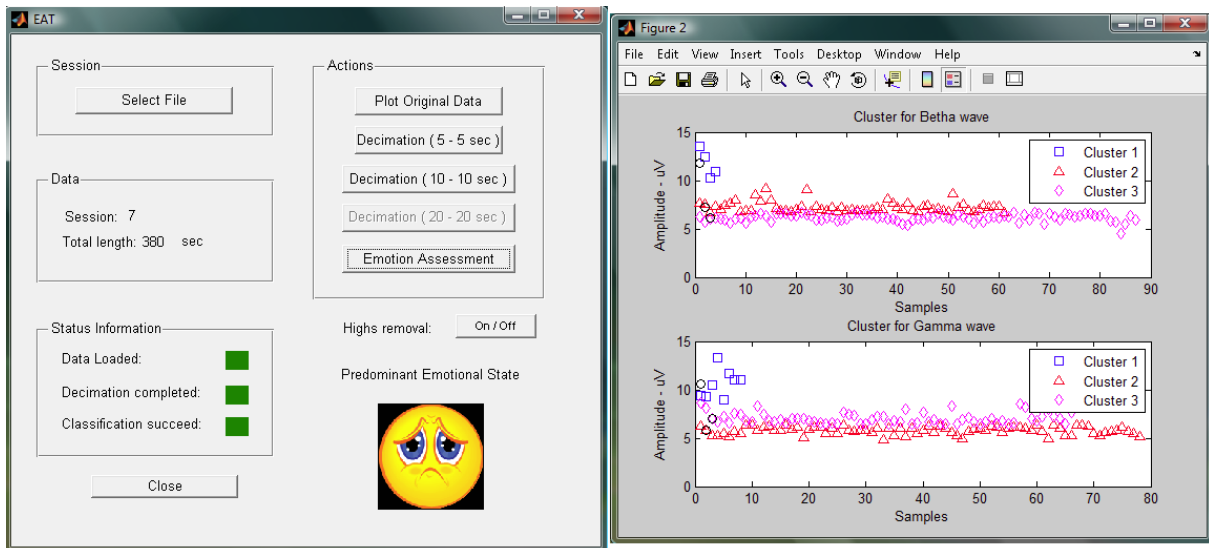 EAT
Session
Select File
Data
Session: 7
Total length: 380 sec
Status Information
Data Loaded:
Decimation completed:
Classification succeed:
Close
Actions
Plot Original Data
Decimation ( 5 - 5 sec )
Decimation ( 10 - 10 sec )
Decimation ( 20 - 20 sec )
Emotion Assessment
Highs removal: On / Off
Predominant Emotional State
Figure 2
File Edit View Insert Tools Desktop Window Help
Cluster for Betha wave
15
10
5
0
Amplitude - uV
Cluster 1
Cluster 2
Cluster 3
0 10 20 30 40 50 60 70 80 90
Samples
Cluster for Gamma wave
15
10
5
0
Amplitude - uV
Cluster 1
Cluster 2
Cluster 3
0 10 20 30 40 50 60 70 80
Samples